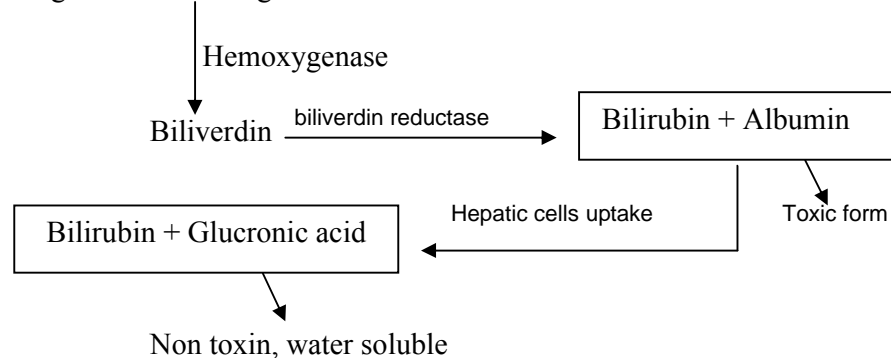 Hemoxygenase
Biliverdin
biliverdin reductase
Bilirubin + Albumin
Hepatic cells uptake
Toxic form
Bilirubin + Glucronic acid
Non toxin, water soluble